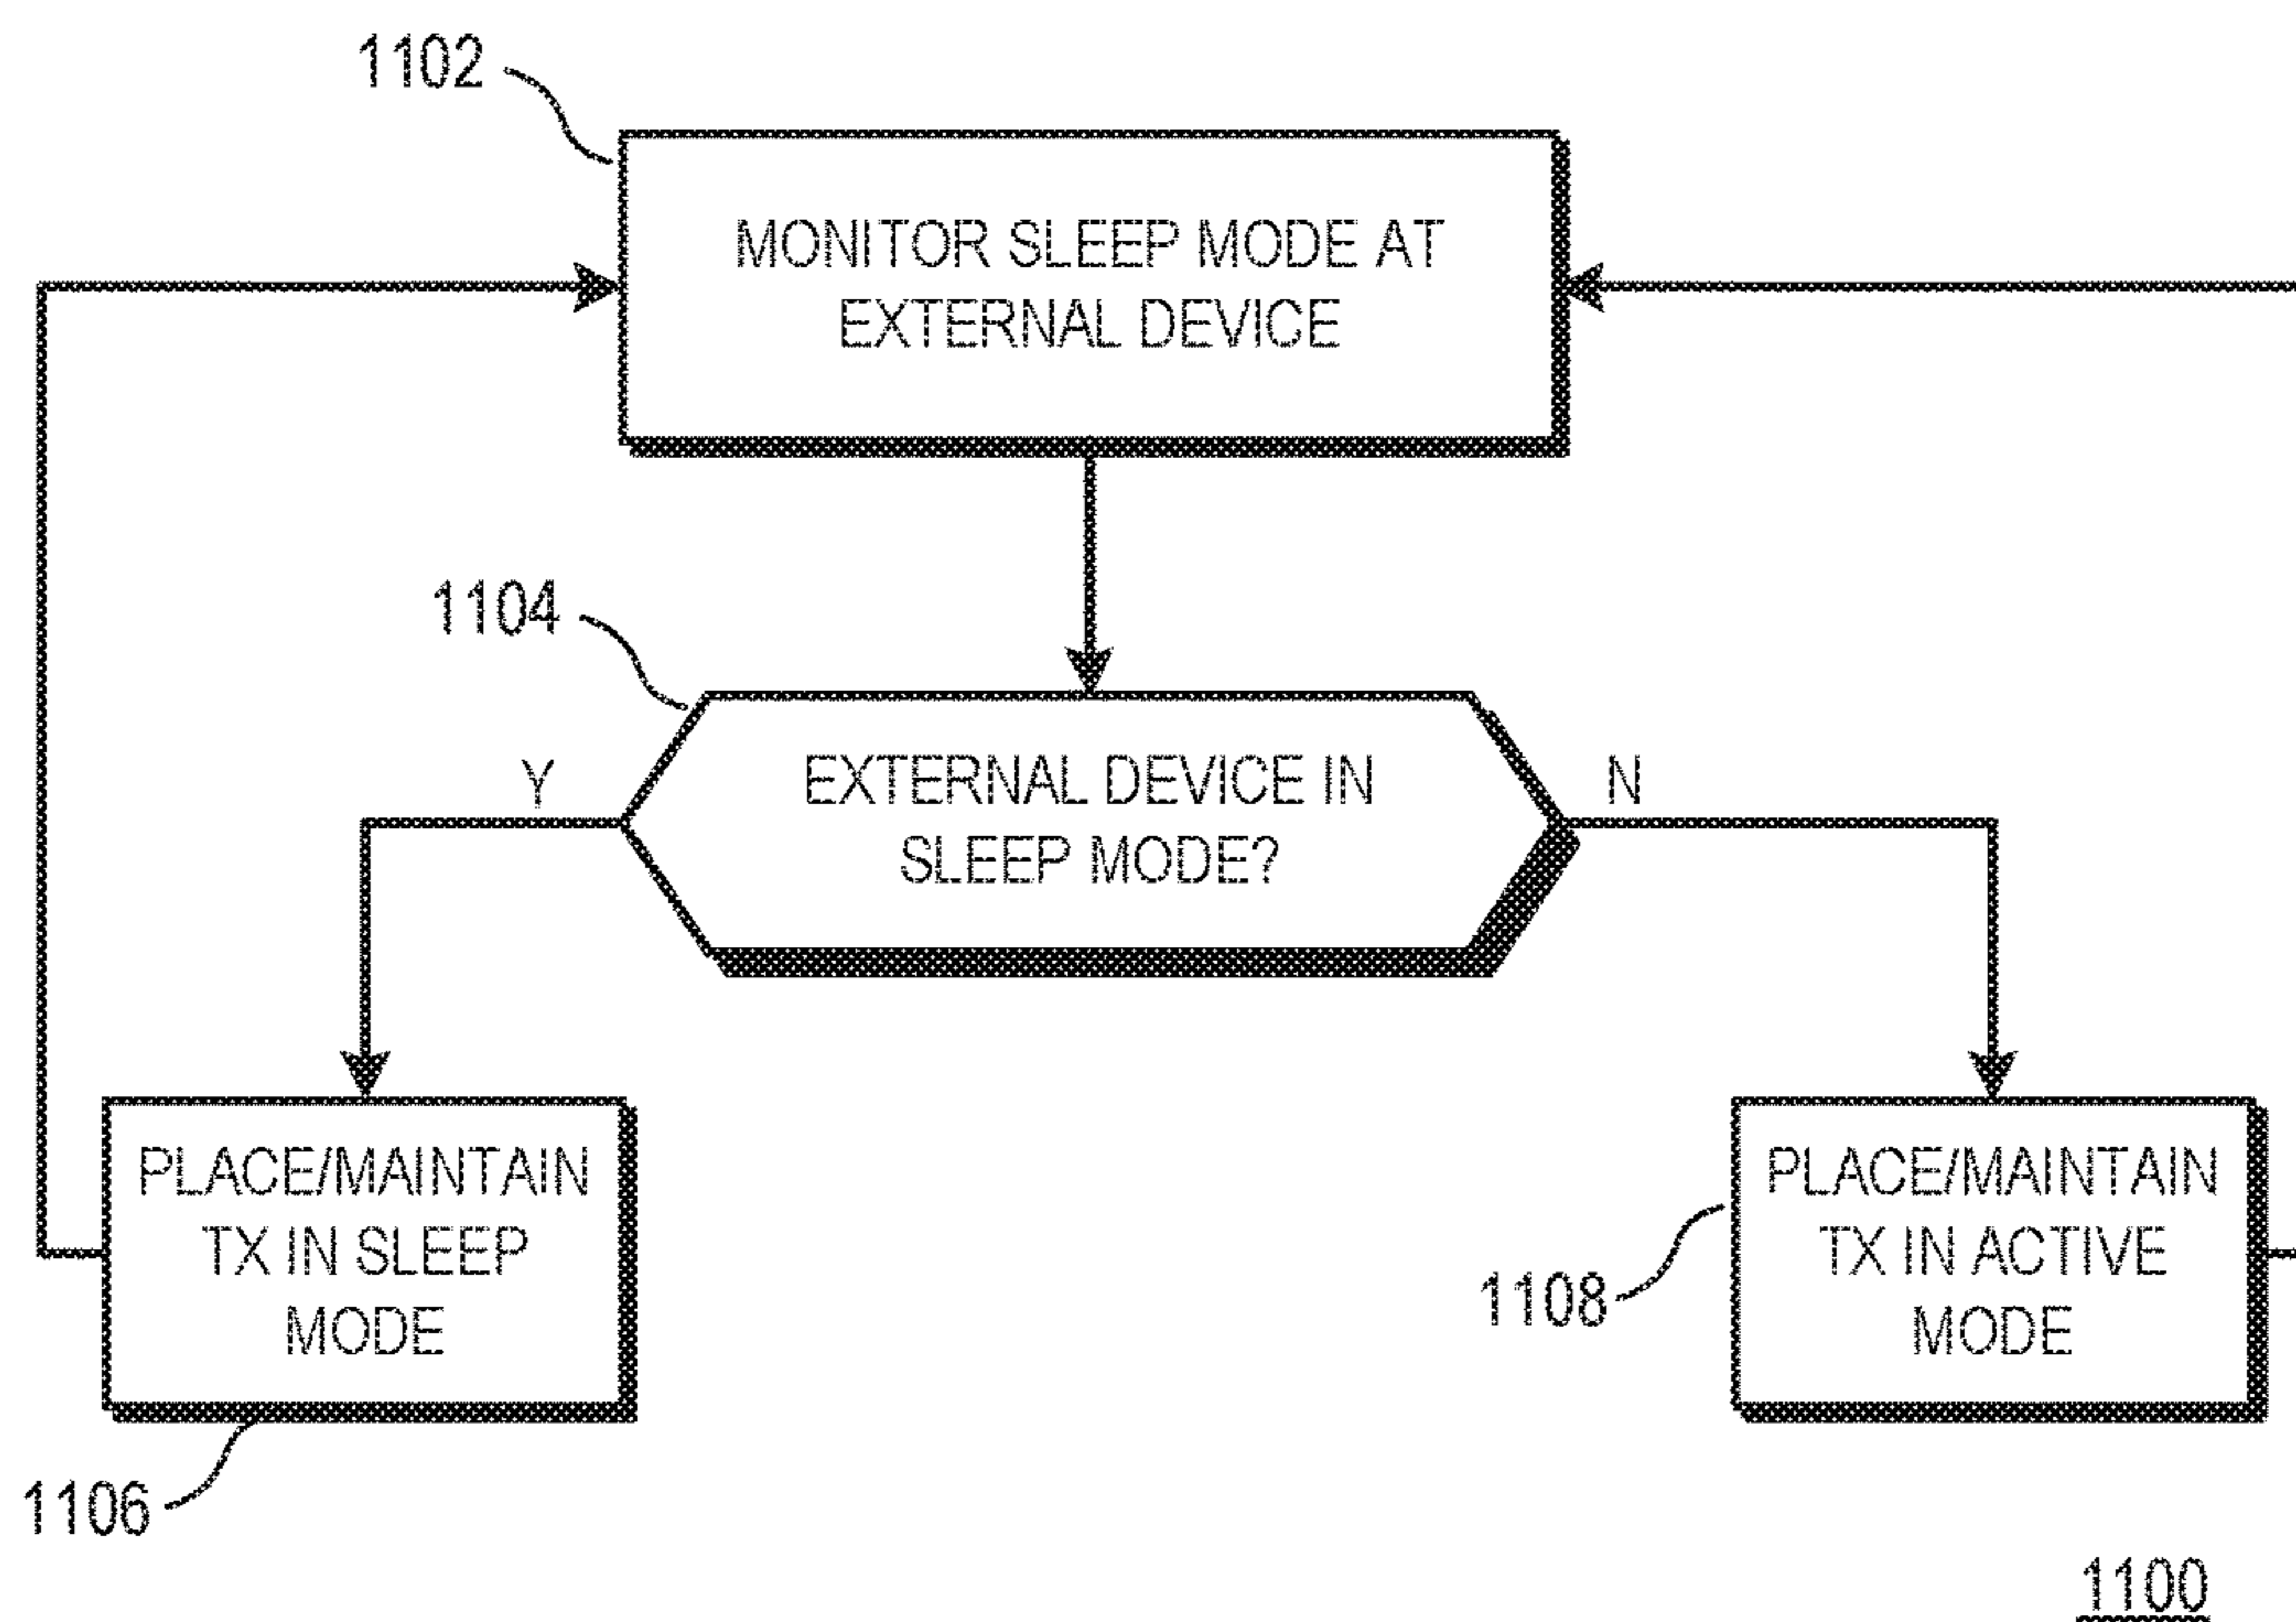 1102
MONITOR SLEEP MODE AT
EXTERNAL DEVICE
1104
Y
EXTERNAL DEVICE IN
SLEEP MODE?
N
PLACE/MAINTAIN
TX IN SLEEP
MODE
1106
PLACE/MAINTAIN
TX IN ACTIVE
MODE
1108
1100